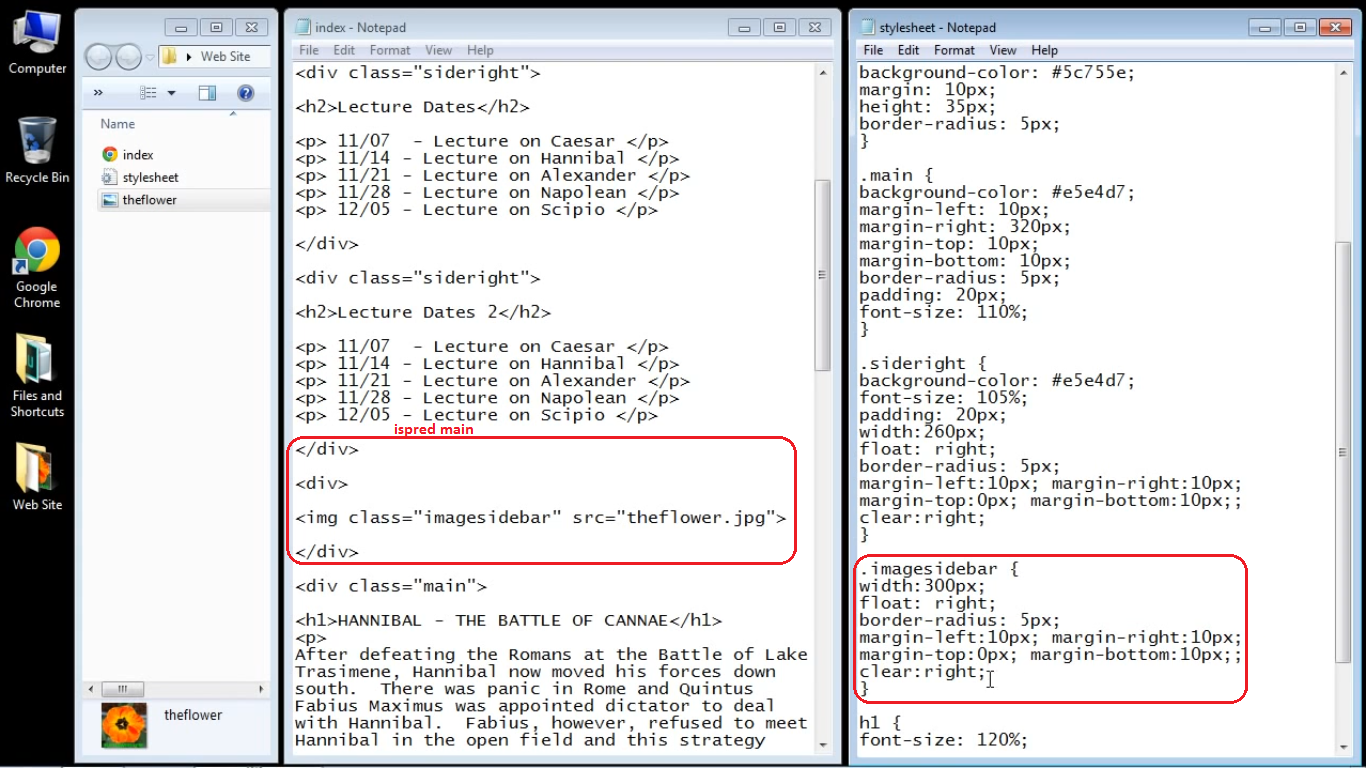 Computer
Recycle Bin
Google
Chrome
Files and
Shortcuts
Web Site
Web Site
Name
index
stylesheet
theflower
theflower
index - Notepad
File Edit Format View Help
<div class="sideright">
<h2>Lecture Dates</h2>
<p> 11/07  - Lecture on Caesar </p>
<p> 11/14 - Lecture on Hannibal </p>
<p> 11/21 - Lecture on Alexander </p>
<p> 11/28 - Lecture on Napolean </p>
<p> 12/05 - Lecture on Scipio </p>
</div>
<div class="sideright">
<h2>Lecture Dates 2</h2>
<p> 11/07  - Lecture on Caesar </p>
<p> 11/14 - Lecture on Hannibal </p>
<p> 11/21 - Lecture on Alexander </p>
<p> 11/28 - Lecture on Napolean </p>
<p> 12/05 - Lecture on Scipio </p>
ispred main
</div>
<div>
<img class="imagesidebar" src="theflower.jpg">
</div>
<div class="main">
<h1>HANNIBAL - THE BATTLE OF CANNAE</h1>
<p>
After defeating the Romans at the Battle of Lake
Trasimene, Hannibal now moved his forces down
south.  There was panic in Rome and Quintus
Fabius Maximus was appointed dictator to deal
with Hannibal.  Fabius, however, refused to meet
Hannibal in the open field and this strategy
stylesheet - Notepad
File Edit Format View Help
background-color: #5c755e;
margin: 10px;
height: 35px;
border-radius: 5px;
}
.main {
background-color: #e5e4d7;
margin-left: 10px;
margin-right: 320px;
margin-top: 10px;
margin-bottom: 10px;
border-radius: 5px;
padding: 20px;
font-size: 110%;
}
.sideright {
background-color: #e5e4d7;
font-size: 105%;
padding: 20px;
width:260px;
float: right;
border-radius: 5px;
margin-left:10px; margin-right:10px;
margin-top:0px; margin-bottom:10px;;
clear:right;
}
.imagesidebar {
width:300px;
float: right;
border-radius: 5px;
margin-left:10px; margin-right:10px;
margin-top:0px; margin-bottom:10px;;
clear:right;
}
h1 {
font-size: 120%;